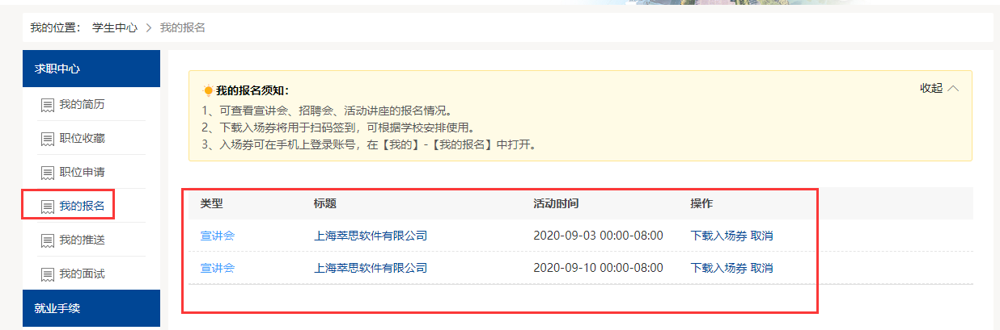 我的位置： 学生中心 > 我的报名
求职中心
我的简历
职位收藏
职位申请
我的报名
我的推送
我的面试
就业手续
我的报名须知：
收起
1、可查看宣讲会、招聘会、活动讲座的报名情况。
2、下载入场券将用于扫码签到，可根据学校安排使用。
3、入场券可在手机上登录账号，在【我的】-【我的报名】中打开。
类型 标题 活动时间 操作
宣讲会 上海萃思软件有限公司 2020-09-03 00:00-08:00 下载入场券 取消
宣讲会 上海萃思软件有限公司 2020-09-10 00:00-08:00 下载入场券 取消